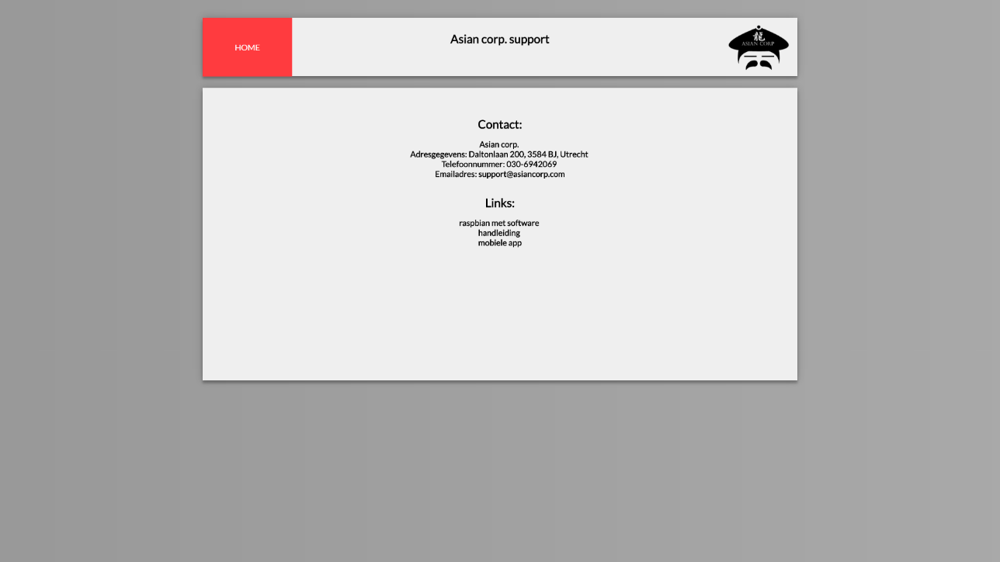 HOME
Asian corp. support
龍
ASIAN CORP
Contact:
Asian corp.
Adresgegevens: Daltonlaan 200, 3584 BJ, Utrecht
Telefoonnummer: 030-6942069
Emailadres: support@asiancorp.com
Links:
raspbian met software
handleiding
mobiele app